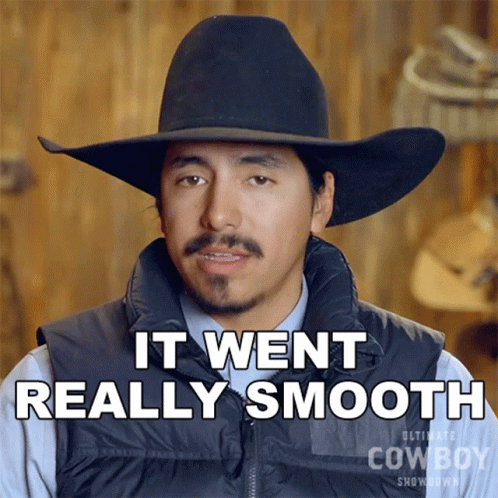 IT WENT
REALLY SMOOTH
ULTIMATE
COWBOY
SHOWDOWN